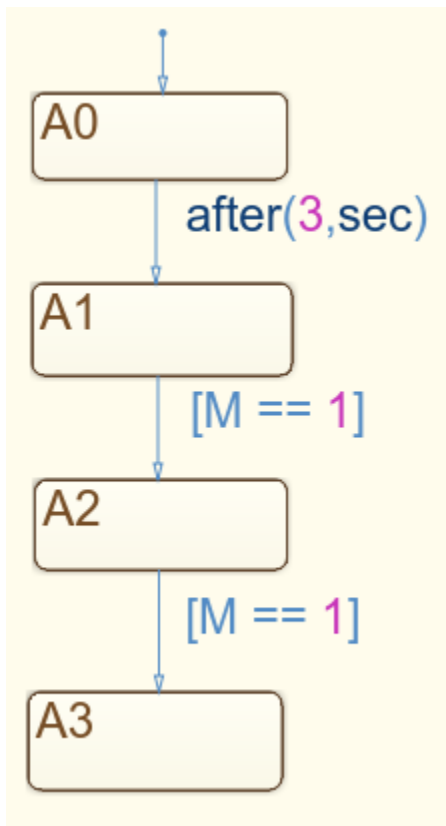 A0
after(3,sec)
A1
[M == 1]
A2
[M == 1]
A3